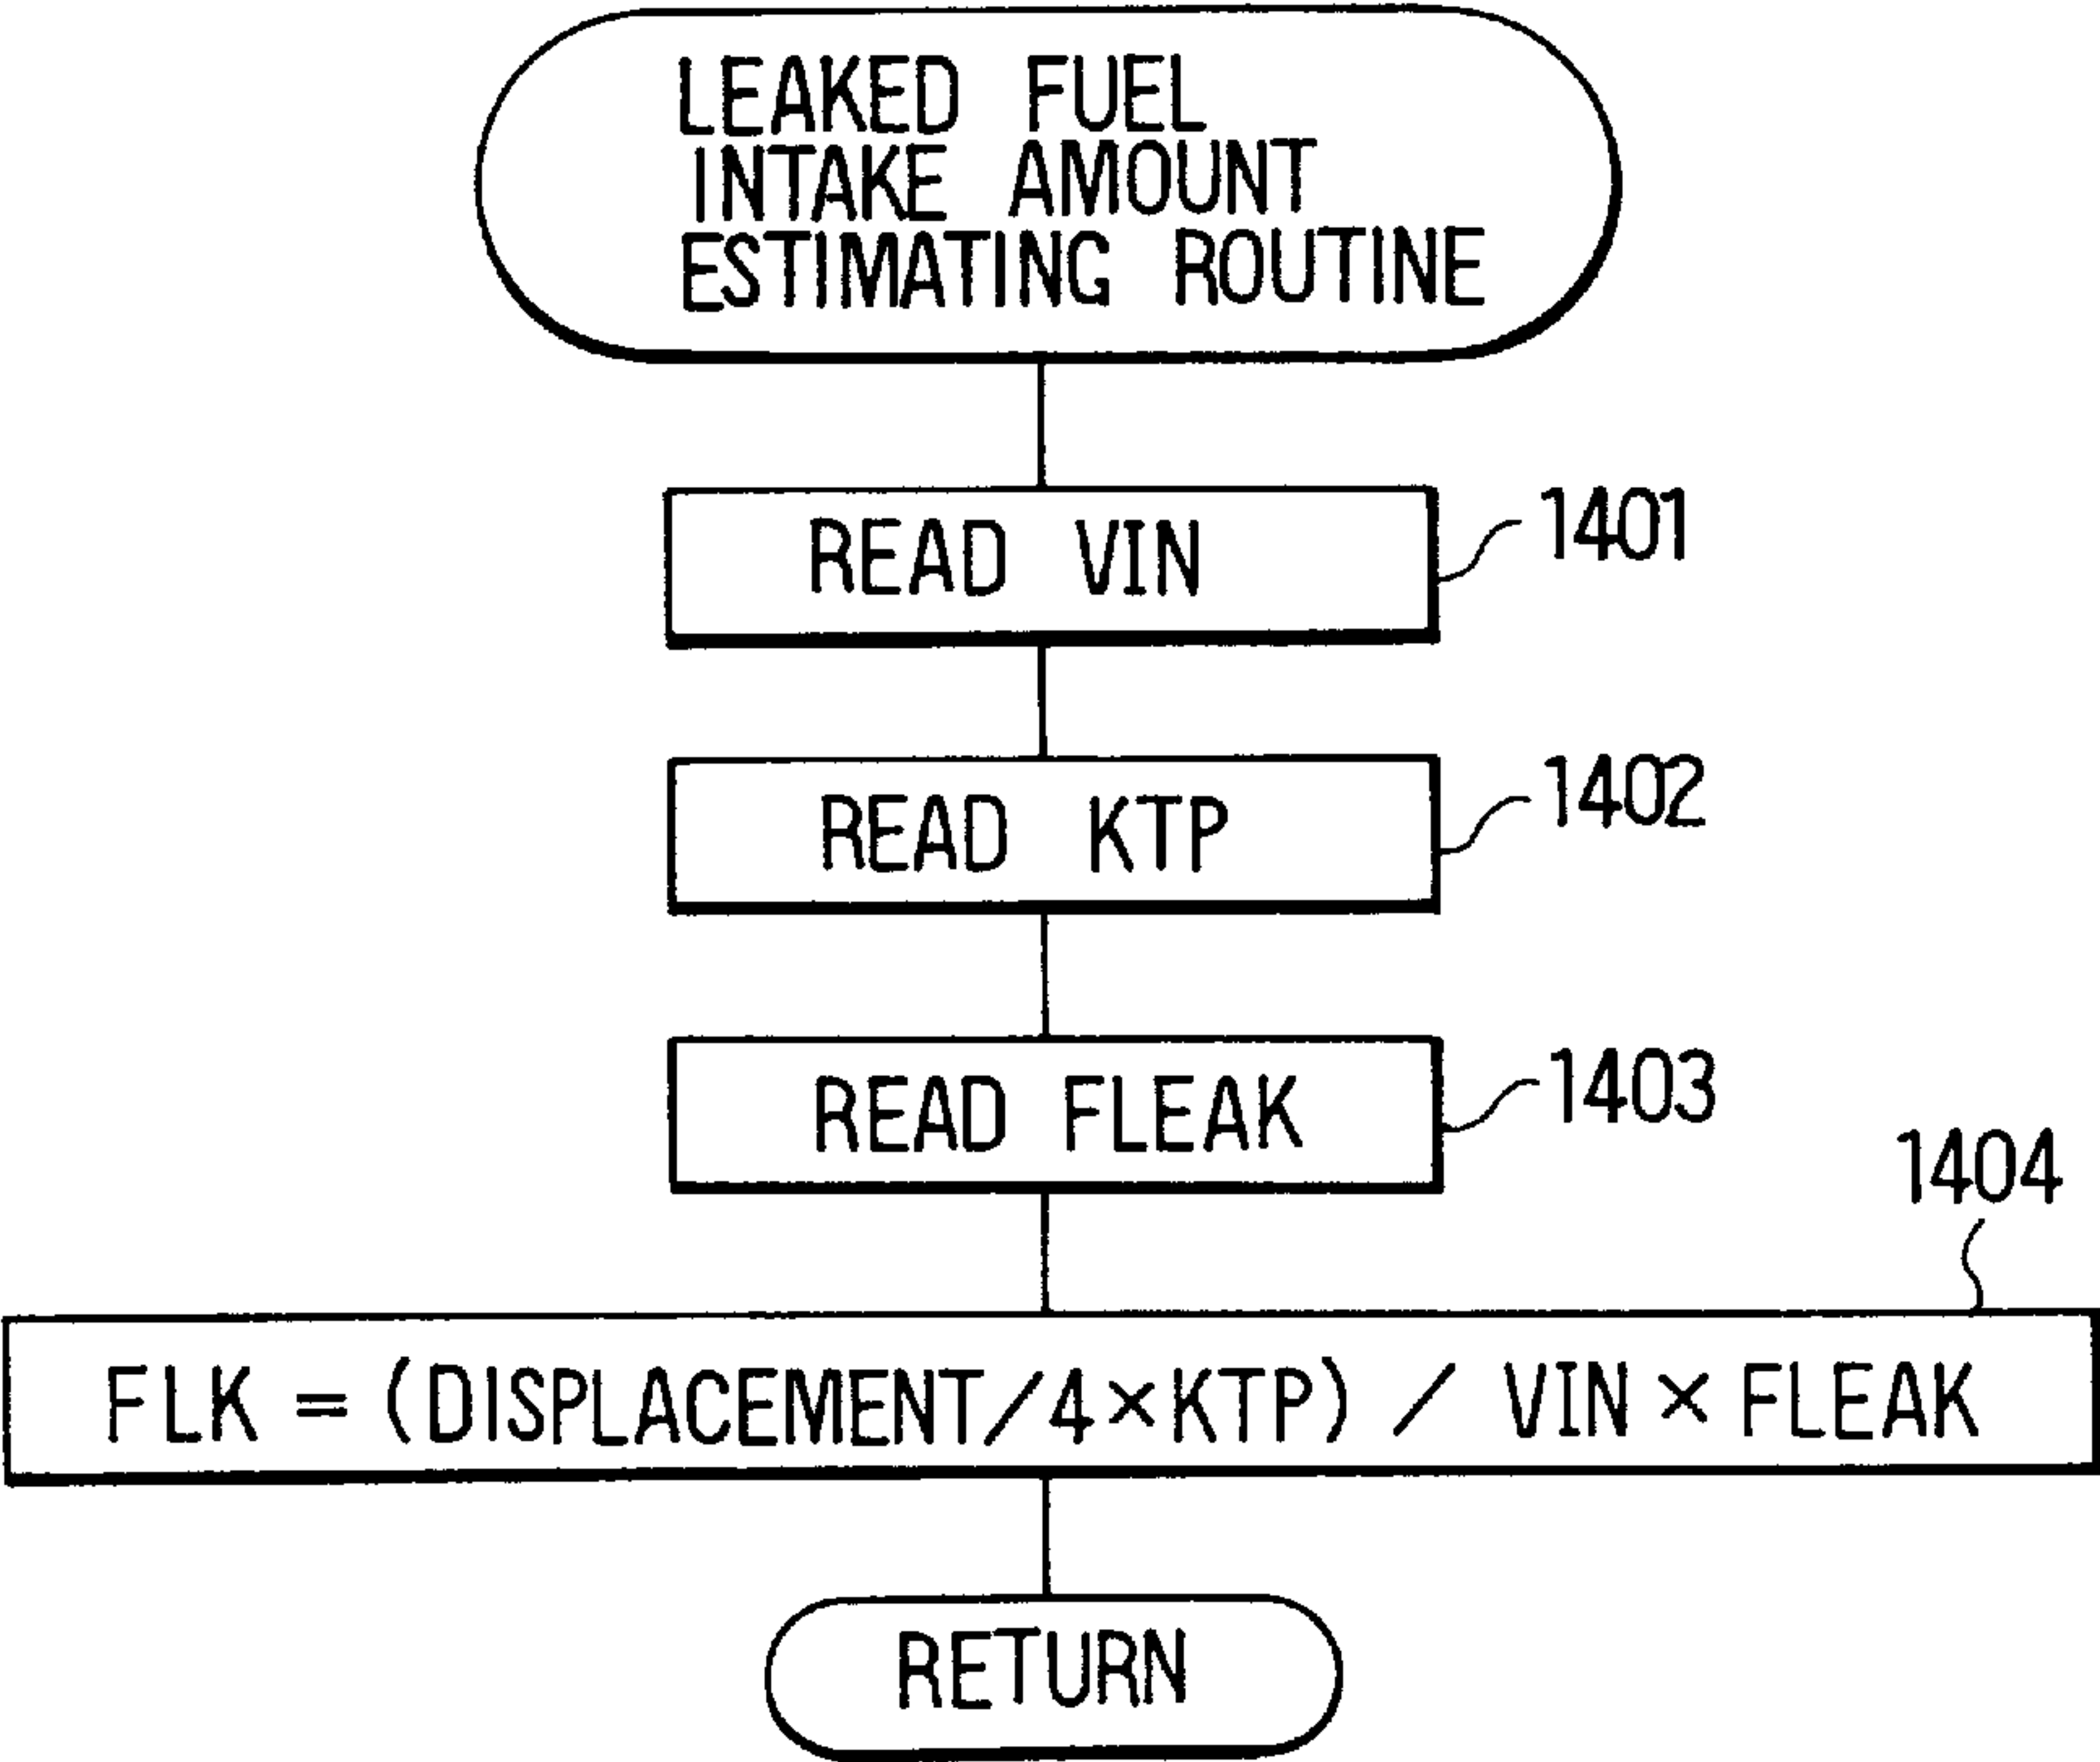 LEAKED FUEL
INTAKE AMOUNT
ESTIMATING ROUTINE
READ VIN
1401
READ KTP
1402
READ FLEAK
1403
1404
FLK = (DISPLACEMENT/4×KTP) / VIN × FLEAK
RETURN